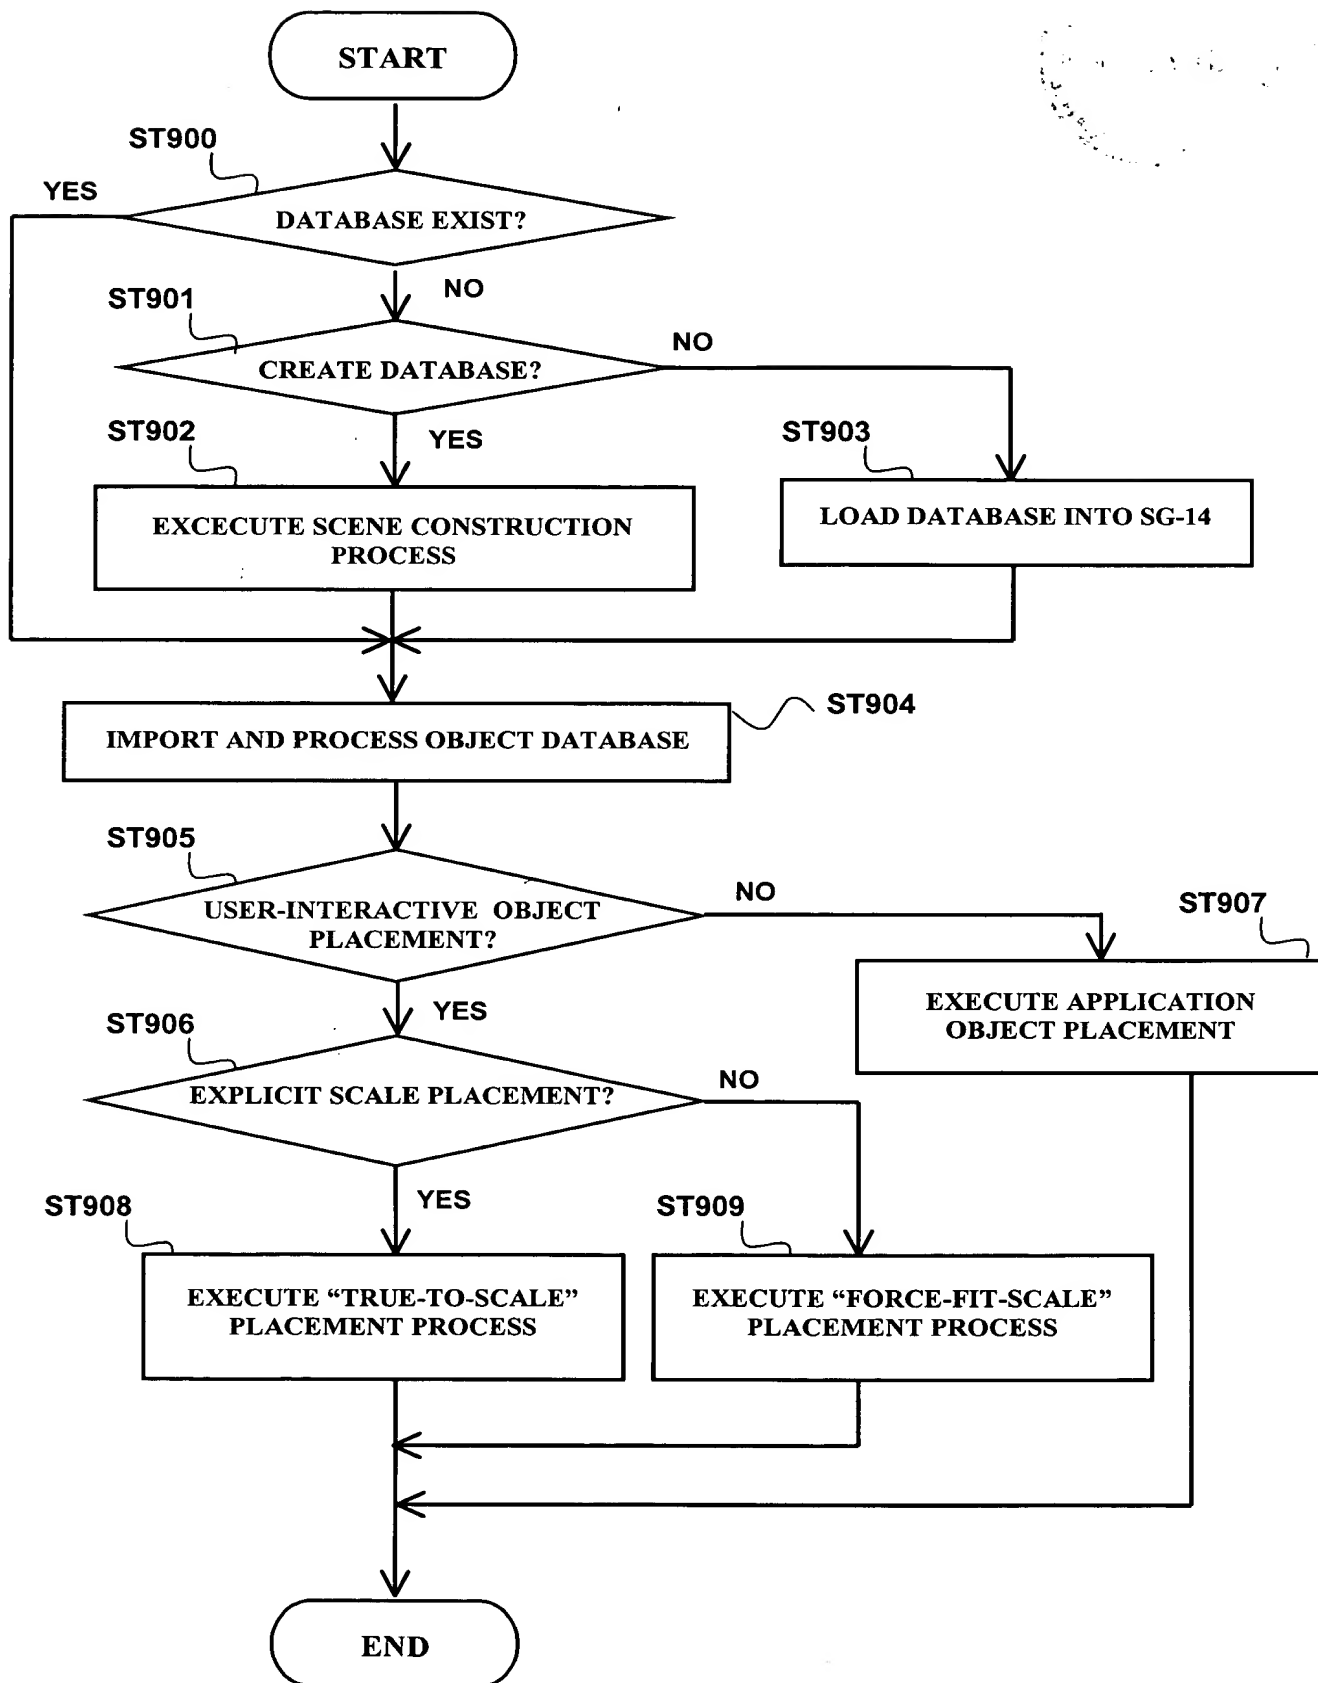 START
ST900
YES
DATABASE EXIST?
NO
ST901
NO
CREATE DATABASE?
ST902
YES
ST903
EXCECUTE SCENE CONSTRUCTION
PROCESS
LOAD DATABASE INTO SG-14
ST904
IMPORT AND PROCESS OBJECT DATABASE
ST905
NO
USER-INTERACTIVE OBJECT
PLACEMENT?
ST907
YES
EXECUTE APPLICATION
OBJECT PLACEMENT
ST906
NO
EXPLICIT SCALE PLACEMENT?
YES
ST908
ST909
EXECUTE “TRUE-TO-SCALE”
PLACEMENT PROCESS
EXECUTE “FORCE-FIT-SCALE”
PLACEMENT PROCESS
END